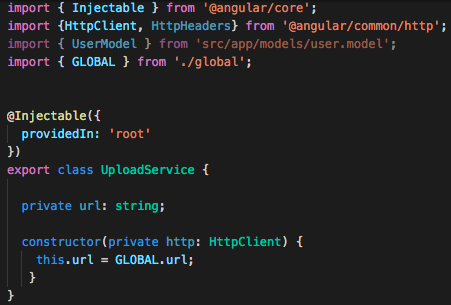 import { Injectable } from '@angular/core';
import {HttpClient, HttpHeaders} from '@angular/common/http';
import { UserModel } from 'src/app/models/user.model';
import { GLOBAL } from './global';
@Injectable({
providedIn: 'root'
})
export class UploadService {
private url: string;
constructor(private http: HttpClient) {
this.url = GLOBAL.url;
}
}